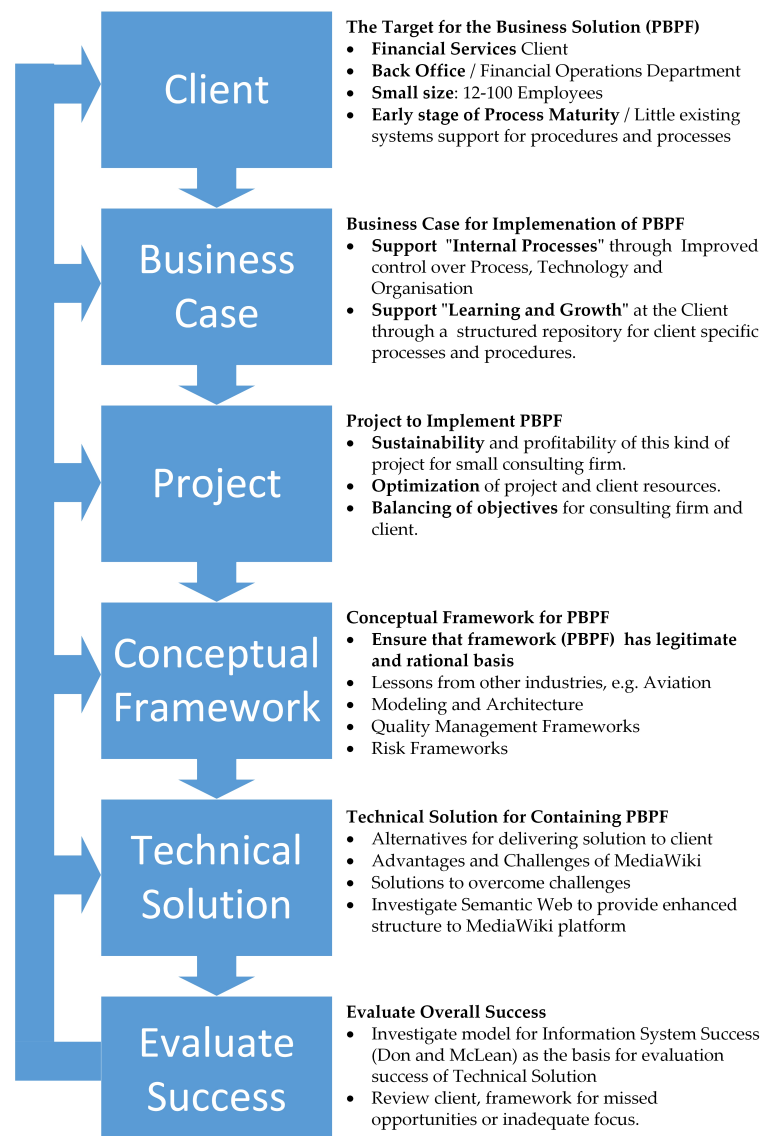 Client
The Target for the Business Solution (PBPF)
• Financial Services Client
• Back Office / Financial Operations Department
• Small size: 12-100 Employees
• Early stage of Process Maturity / Little existing
systems support for procedures and processes
Business
Case
Business Case for Implemenation of PBPF
• Support "Internal Processes" through Improved
control over Process, Technology and
Organisation
• Support "Learning and Growth" at the Client
through a structured repository for client specific
processes and procedures.
Project
Project to Implement PBPF
• Sustainability and profitability of this kind of
project for small consulting firm.
• Optimization of project and client resources.
• Balancing of objectives for consulting firm and
client.
Conceptual
Framework
Conceptual Framework for PBPF
• Ensure that framework (PBPF) has legitimate
and rational basis
• Lessons from other industries, e.g. Aviation
• Modeling and Architecture
• Quality Management Frameworks
• Risk Frameworks
Technical
Solution
Technical Solution for Containing PBPF
• Alternatives for delivering solution to client
• Advantages and Challenges of MediaWiki
• Solutions to overcome challenges
• Investigate Semantic Web to provide enhanced
structure to MediaWiki platform
Evaluate
Success
Evaluate Overall Success
• Investigate model for Information System Success
(Don and McLean) as the basis for evaluation
success of Technical Solution
• Review client, framework for missed
opportunities or inadequate focus.